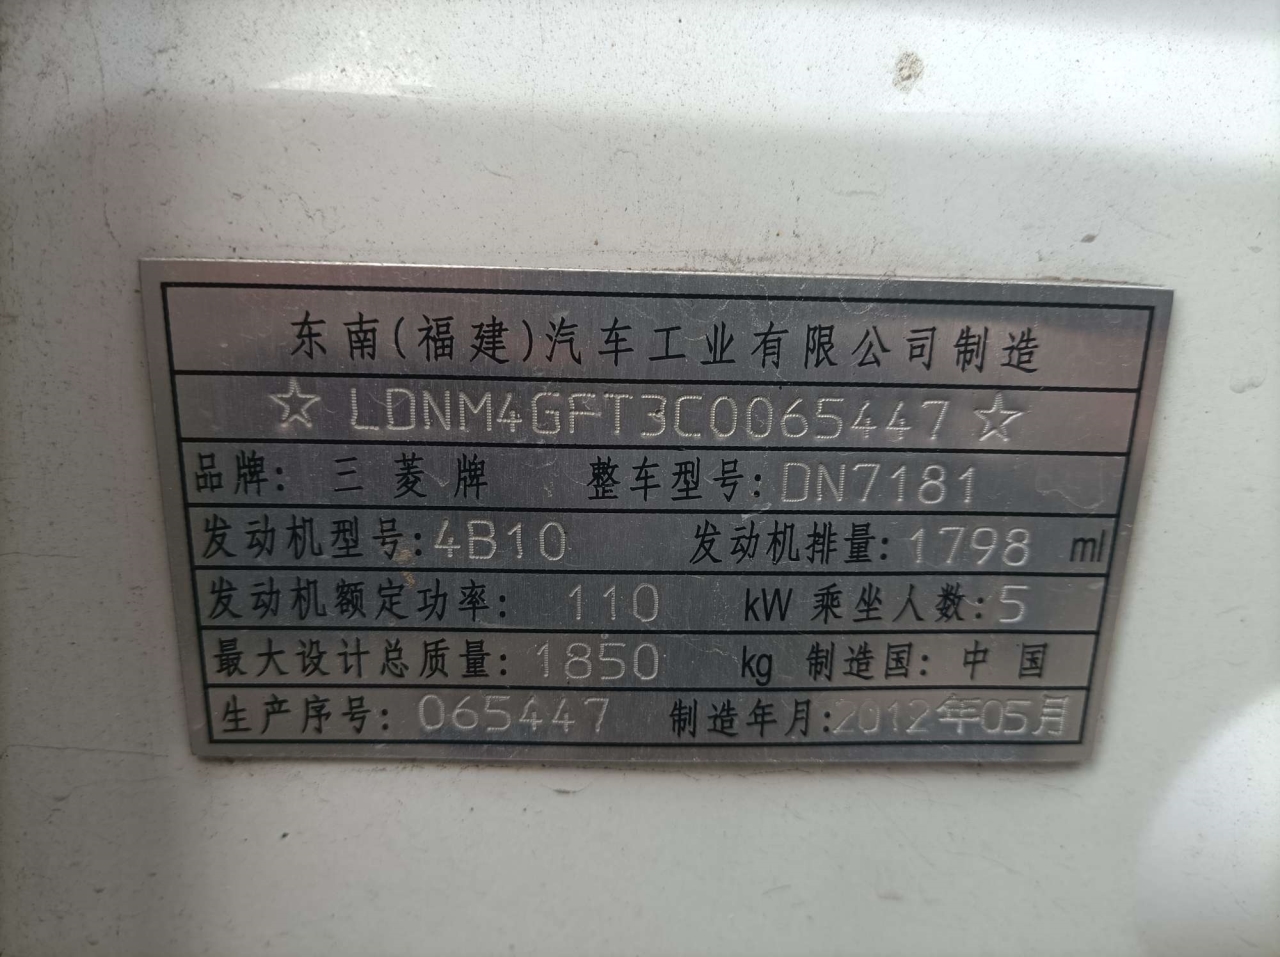 东南(福建)汽车工业有限公司制造
☆ LDNM4GFT3C0065447 ☆
品牌: 三菱牌 整车型号: DN7181
发动机型号: 4B10 发动机排量: 1798 ml
发动机额定功率: 110 kW 乘坐人数: 5
最大设计总质量: 1850 kg 制造国: 中国
生产序号: 065447 制造年月: 2012年05月